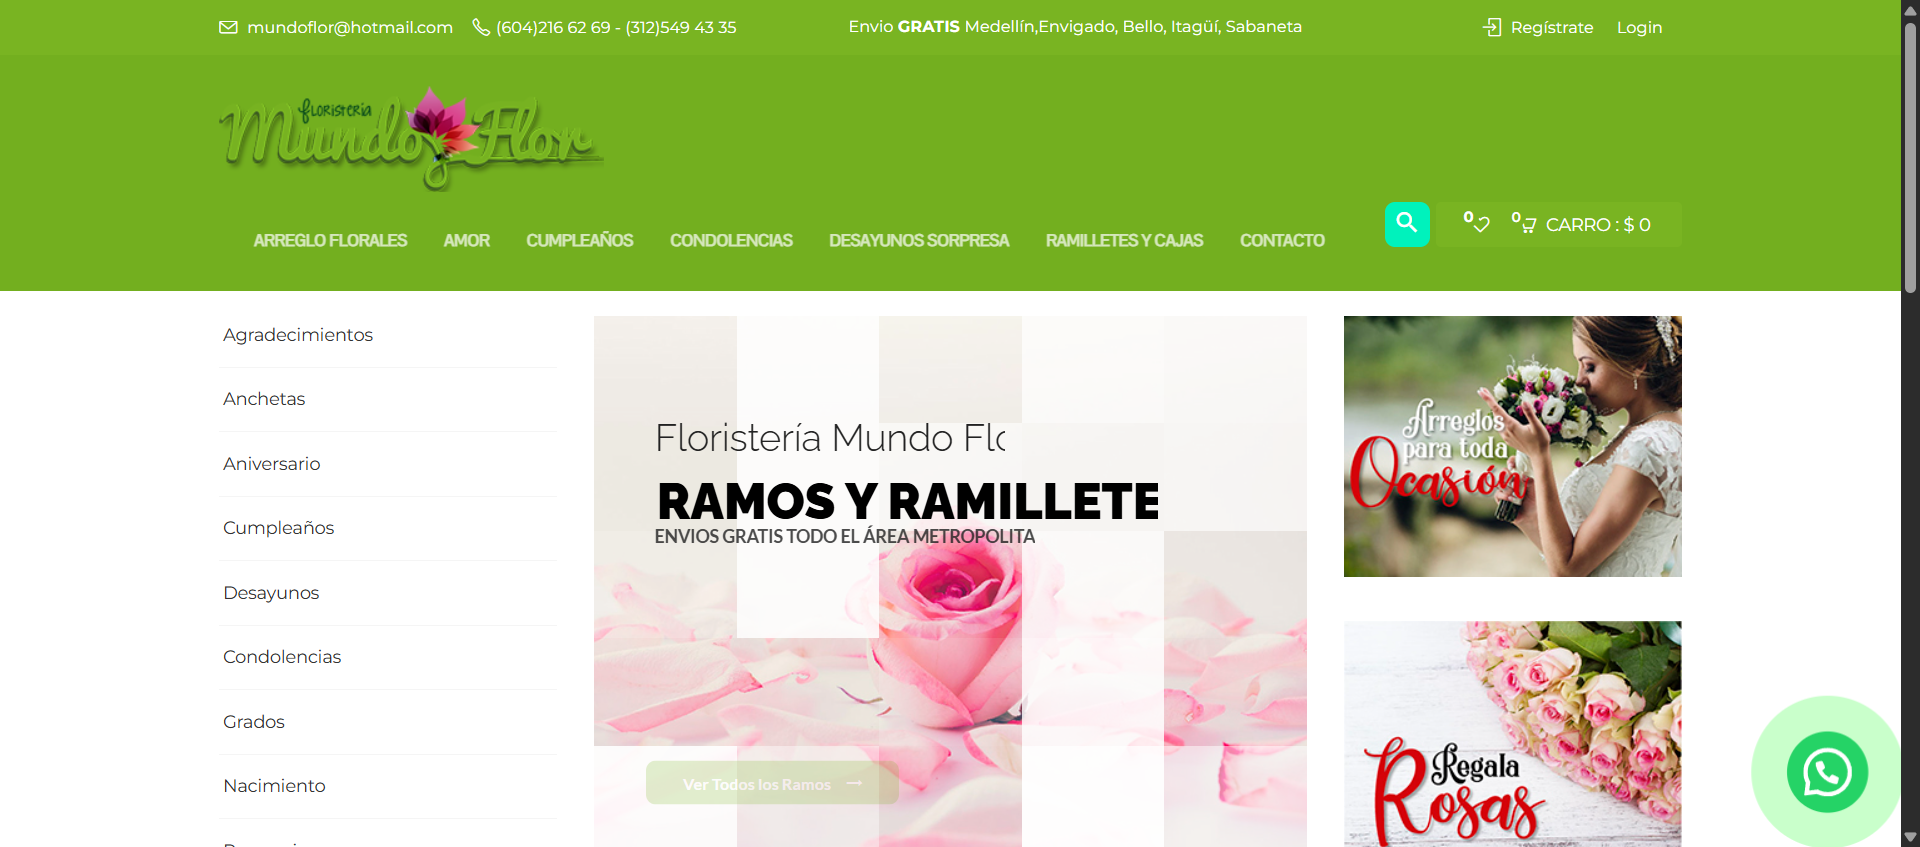 mundoflor@hotmail.com
(604)216 62 69 - (312)549 43 35
Envio GRATIS Medellín,Envigado, Bello, Itagüí, Sabaneta
Regístrate
Login
Floristería
Mundo Flor
ARREGLO FLORALES
AMOR
CUMPLEAÑOS
CONDOLENCIAS
DESAYUNOS SORPRESA
RAMILLETES Y CAJAS
CONTACTO
0
0
CARRO : $ 0
Agradecimientos
Anchetas
Aniversario
Cumpleaños
Desayunos
Condolencias
Grados
Nacimiento
Floristería Mundo Flo
RAMOS Y RAMILLETE
ENVIOS GRATIS TODO EL ÁREA METROPOLITA
Ver Todos los Ramos
Arreglos
para toda
Ocasión
Regala
Rosas